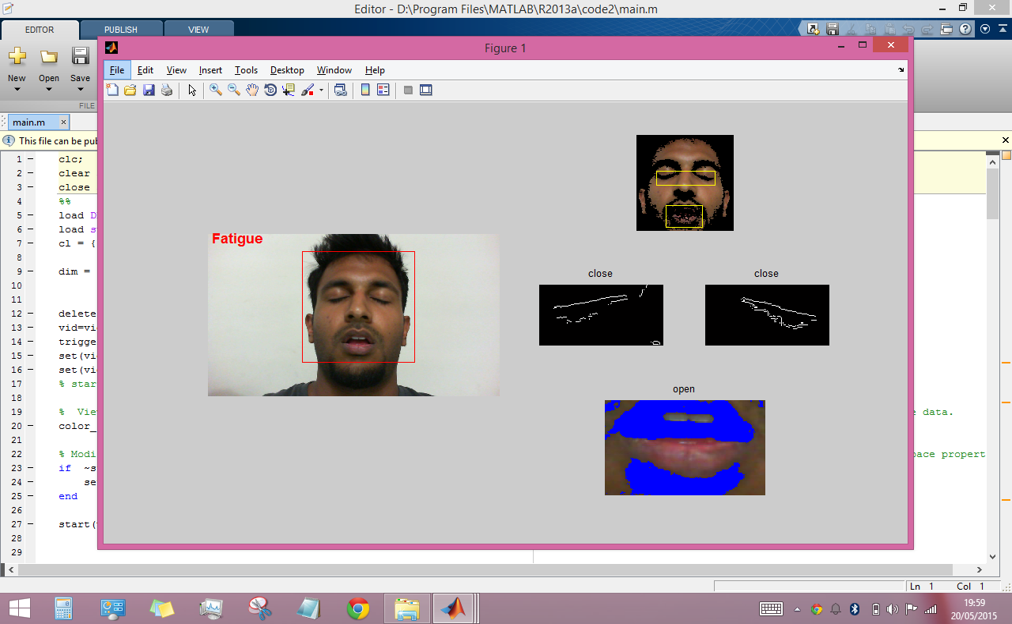 Editor - D:\Program Files\MATLAB\R2013a\code2\main.m
EDITOR PUBLISH VIEW
Figure 1
File Edit View Insert Tools Desktop Window Help
New Open Save
FILE
main.m
This file can be pub
1 clc;
2 clear
3 close
4 %%
5 load D
6 load s
7 cl = {
8
9 dim =
10
11
12 delete
13 vid=vi
14 trigge
15 set(vi
16 set(vi
17 % star
18
19 % Vie
e data.
20 color_
21
22 % Modi
pace propert
23 if ~s
24 se
25 end
26
27 start(
28
29
Fatigue
close close
open
Ln 1 Col 1
19:59
20/05/2015